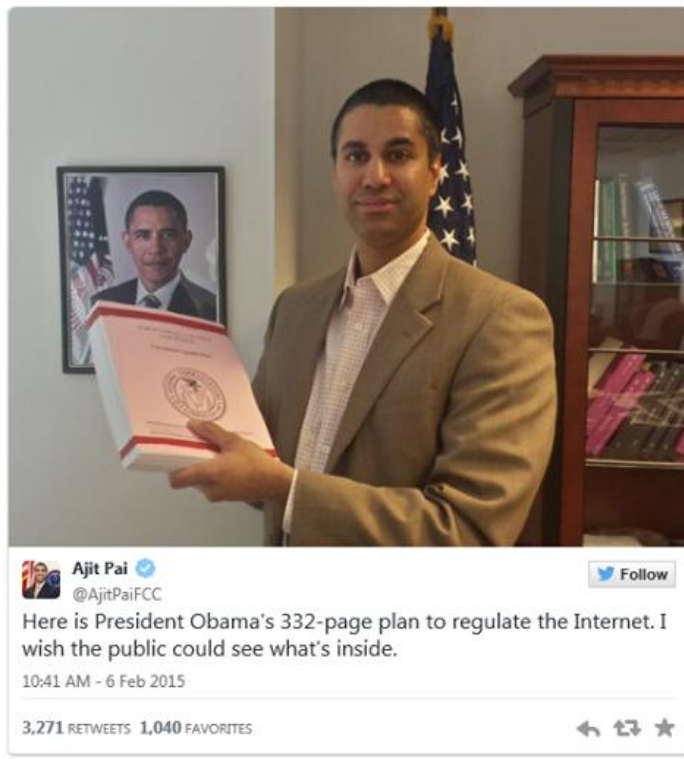 Ajit Pai
Follow
@AjitPaiFCC
Here is President Obama's 332-page plan to regulate the Internet. I
wish the public could see what's inside.
10:41 AM - 6 Feb 2015
3,271 RETWEETS 1,040 FAVORITES